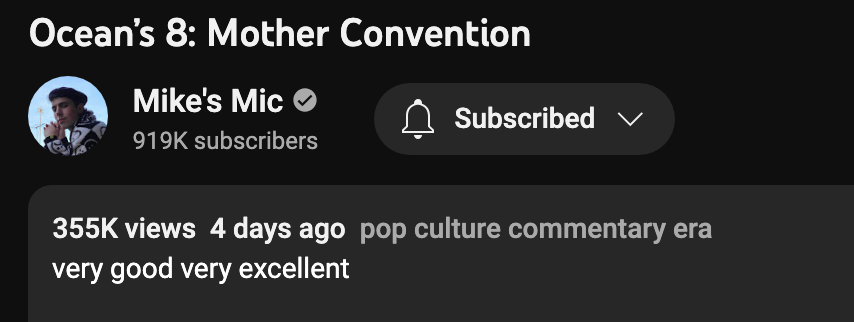 Ocean’s 8: Mother Convention
Mike's Mic
Subscribed
919K subscribers
355K views 4 days ago pop culture commentary era
very good very excellent